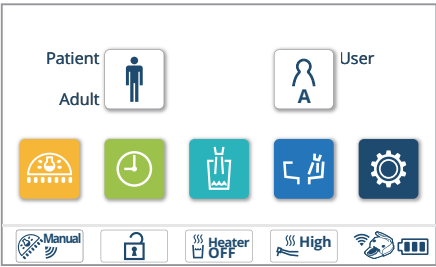 Patient
User
Adult
A
Manual
Heater
OFF
High